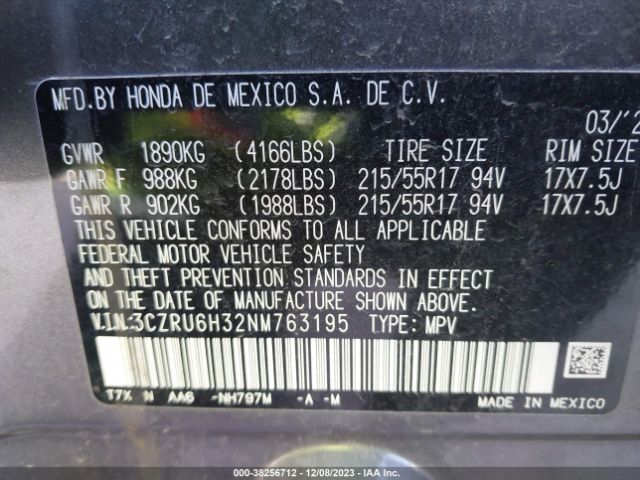 MFD.BY HONDA DE MEXICO S.A. DE C.V.
03/'2
GVWR 1890KG (4166LBS) TIRE SIZE RIM SIZE
GAWR F 988KG (2178LBS) 215/55R17 94V 17X7.5J
GAWR R 902KG (1988LBS) 215/55R17 94V 17X7.5J
THIS VEHICLE CONFORMS TO ALL APPLICABLE
FEDERAL MOTOR VEHICLE SAFETY
AND THEFT PREVENTION STANDARDS IN EFFECT
ON THE DATE OF MANUFACTURE SHOWN ABOVE.
V.I.N:3CZRU6H32NM763195 TYPE: MPV
T7X N AA6 -NH797M -A -M
MADE IN MEXICO
000-38256712 - 12/08/2023 - IAA Inc.